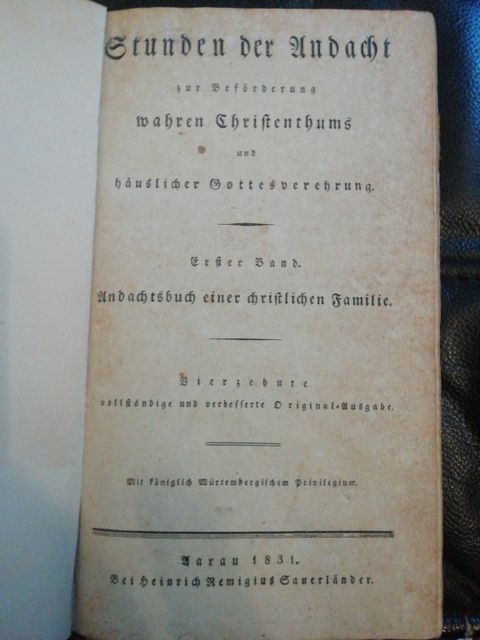 Stunden der Andacht
zur Beförderung
wahren Christenthums
und
häuslicher Gottesverehrung.
Erster Band.
Andachtsbuch einer christlichen Familie.
Vierzehnte
vollständige und verbesserte Original-Ausgabe.
Mit königlich Würtembergischem Privilegium.
Aarau 1831.
Bei Heinrich Remigius Sauerländer.